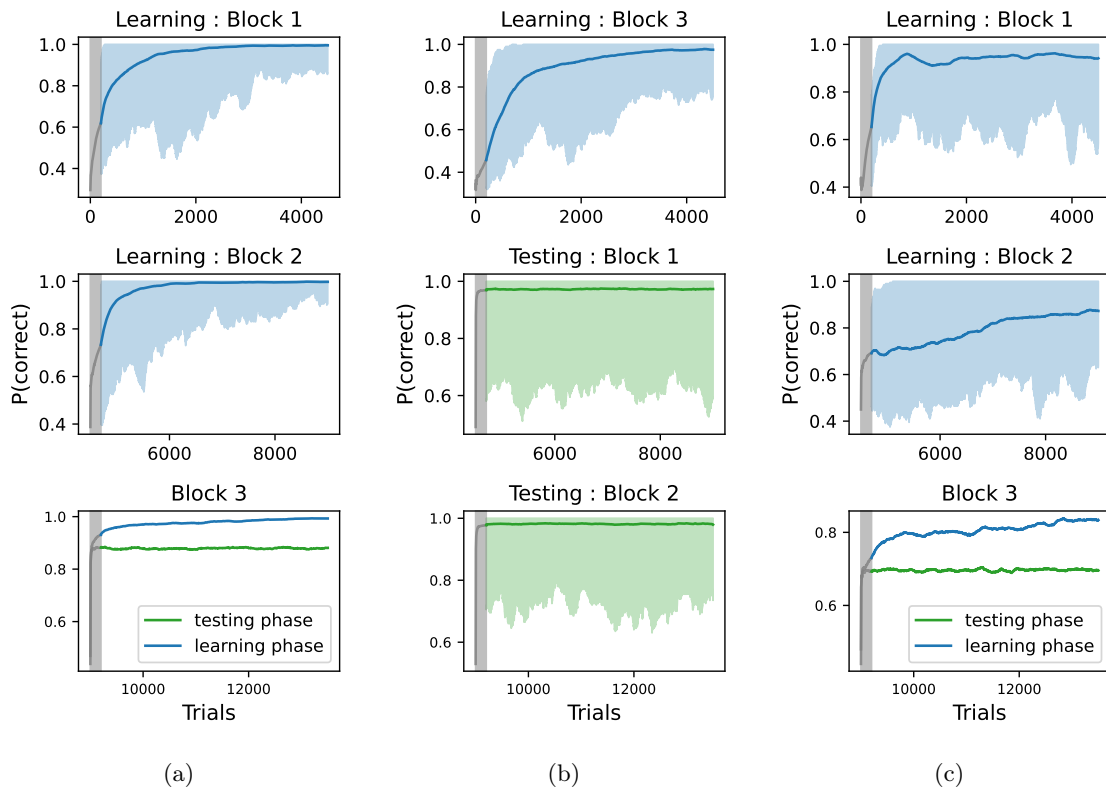 Learning : Block 1
1.0
0.8
0.6
0.4
0
2000
4000
Learning : Block 2
P(correct)
1.0
0.8
0.6
0.4
6000
8000
Block 3
1.0
0.8
0.6
testing phase
learning phase
10000
12000
Trials
(a)
Learning : Block 3
1.0
0.8
0.6
0.4
0
2000
4000
Testing : Block 1
P(correct)
1.0
0.8
0.6
6000
8000
Testing : Block 2
1.0
0.8
0.6
10000
12000
Trials
(b)
Learning : Block 1
1.0
0.8
0.6
0.4
0
2000
4000
Learning : Block 2
P(correct)
1.0
0.8
0.6
0.4
6000
8000
Block 3
0.8
0.6
testing phase
learning phase
10000
12000
Trials
(c)